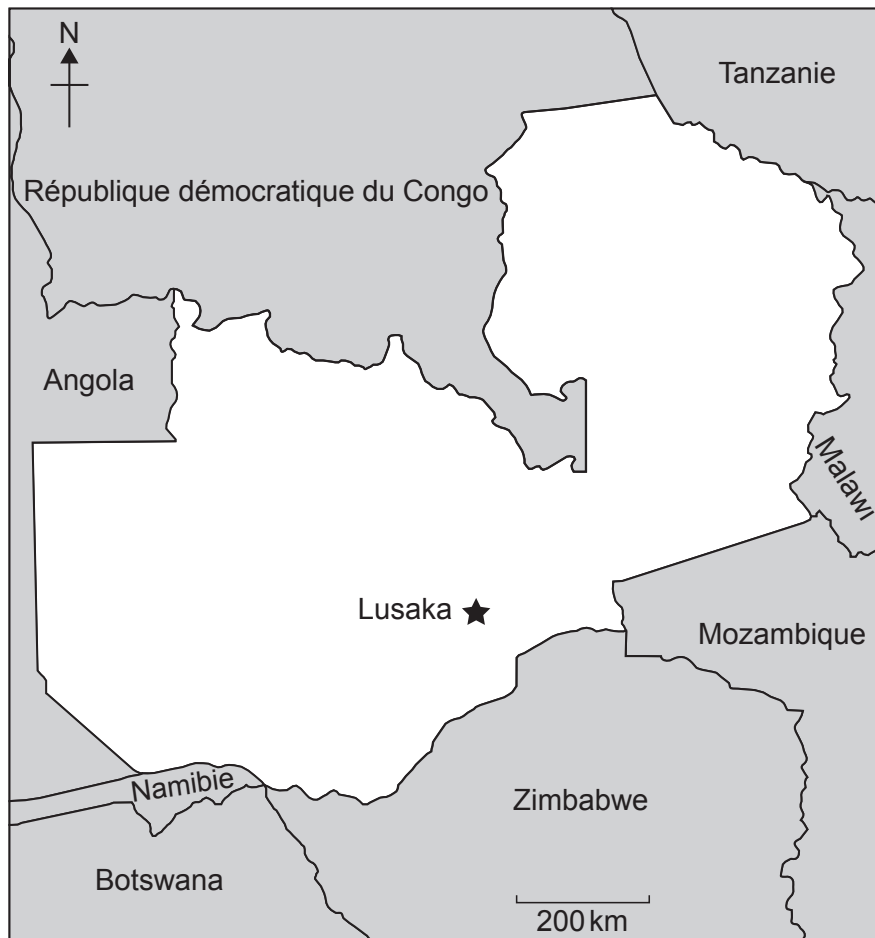 N
Tanzanie
République démocratique du Congo
Angola
Malawi
Lusaka
Mozambique
Namibie
Zimbabwe
Botswana
200 km